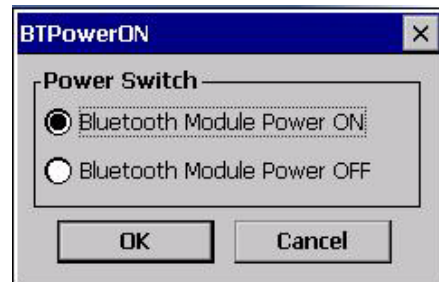 BTPowerON
Power Switch
Bluetooth Module Power ON
Bluetooth Module Power OFF
OK Cancel